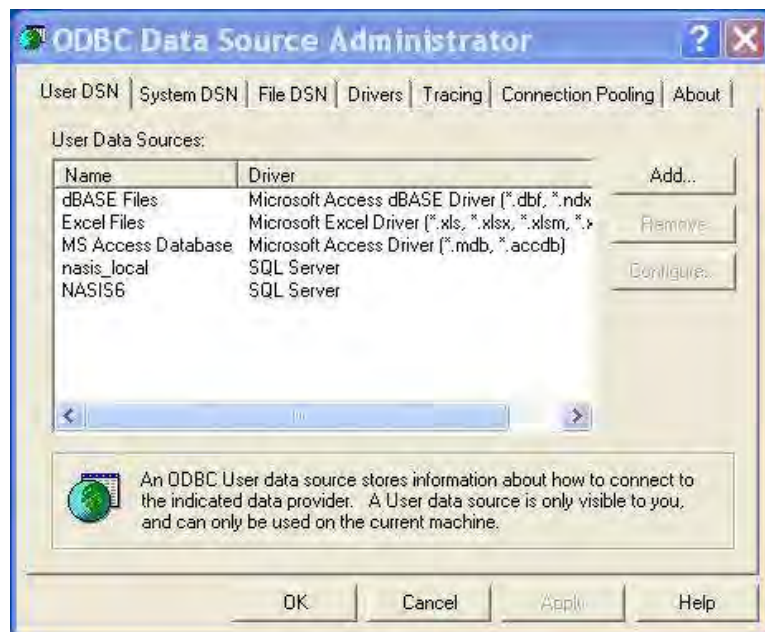 ODBC Data Source Administrator
User DSN System DSN File DSN Drivers Tracing Connection Pooling About
User Data Sources:
Name Driver
dBASE Files Microsoft Access dBASE Driver (*.dbf, *.ndx
Excel Files Microsoft Excel Driver (*.xls, *.xlsx, *.xlsm, *.x
MS Access Database Microsoft Access Driver (*.mdb, *.accdb)
nasis_local SQL Server
NASIS6 SQL Server
Add...
Remove
Configure...
An ODBC User data source stores information about how to connect to
the indicated data provider. A User data source is only visible to you,
and can only be used on the current machine.
OK Cancel Apply Help